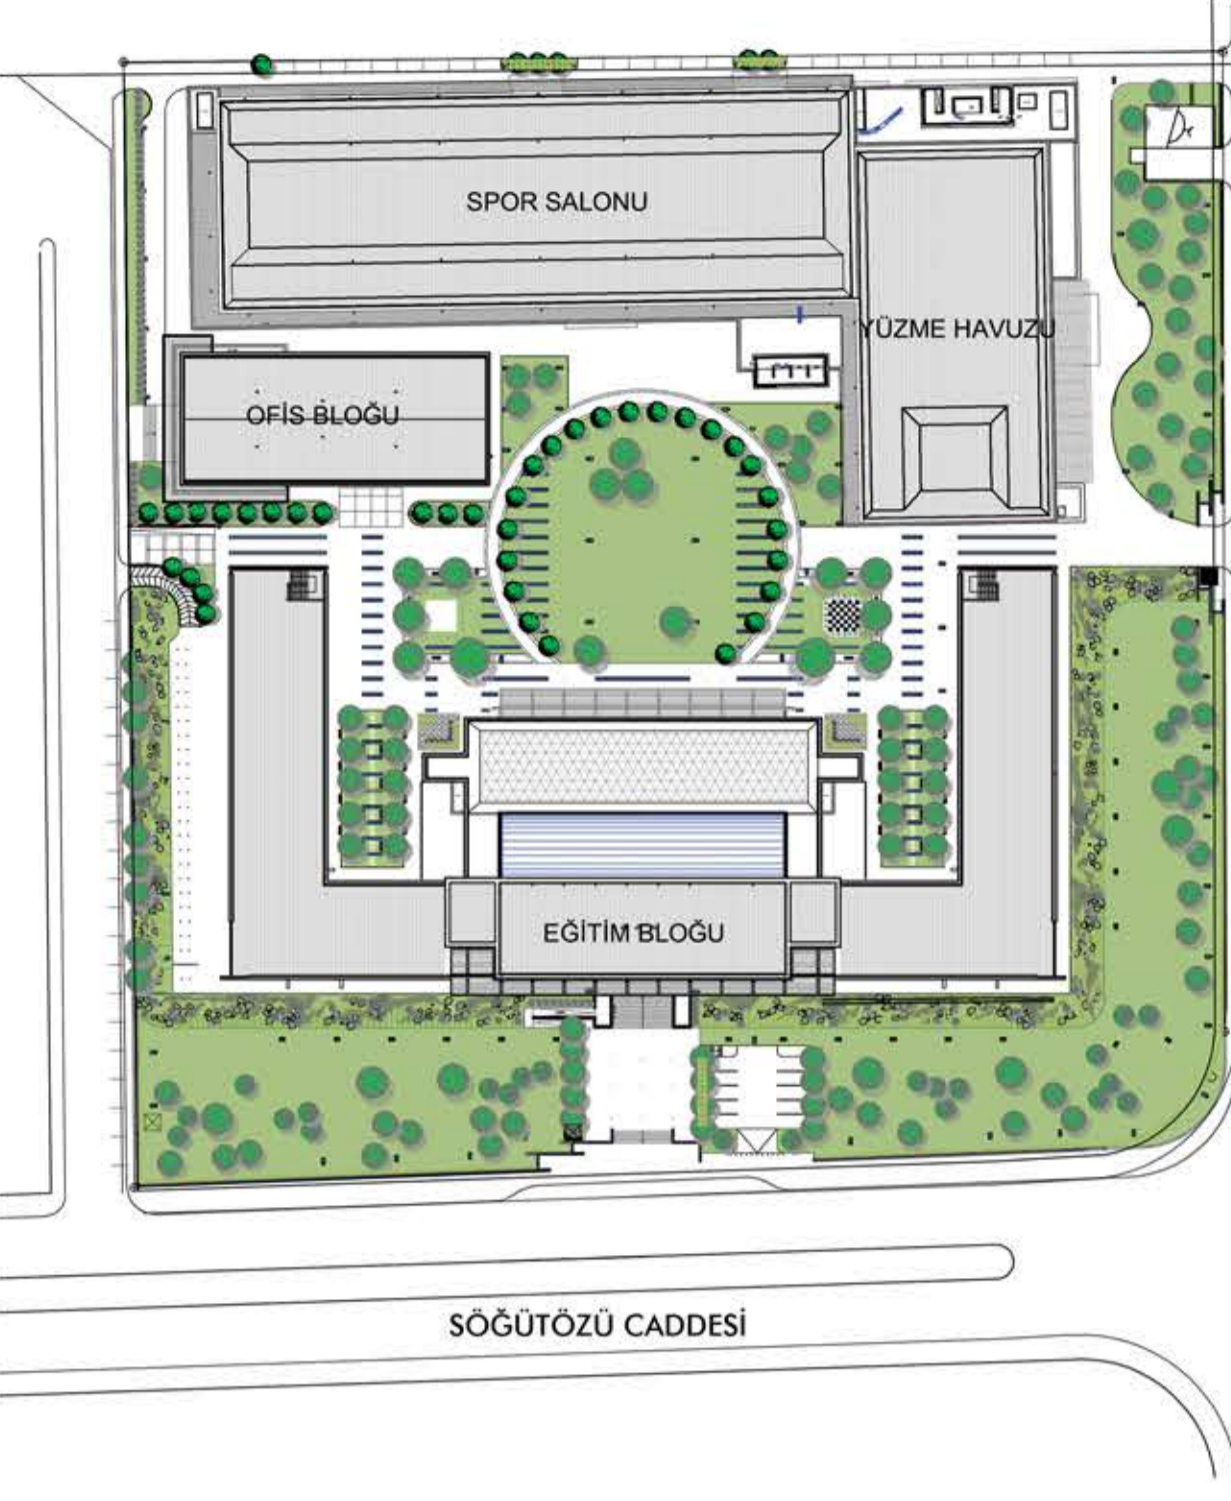 SPOR SALONU
YÜZME HAVUZU
OFİS BLOĞU
EĞİTİM BLOĞU
SÖĞÜTÖZÜ CADDESİ